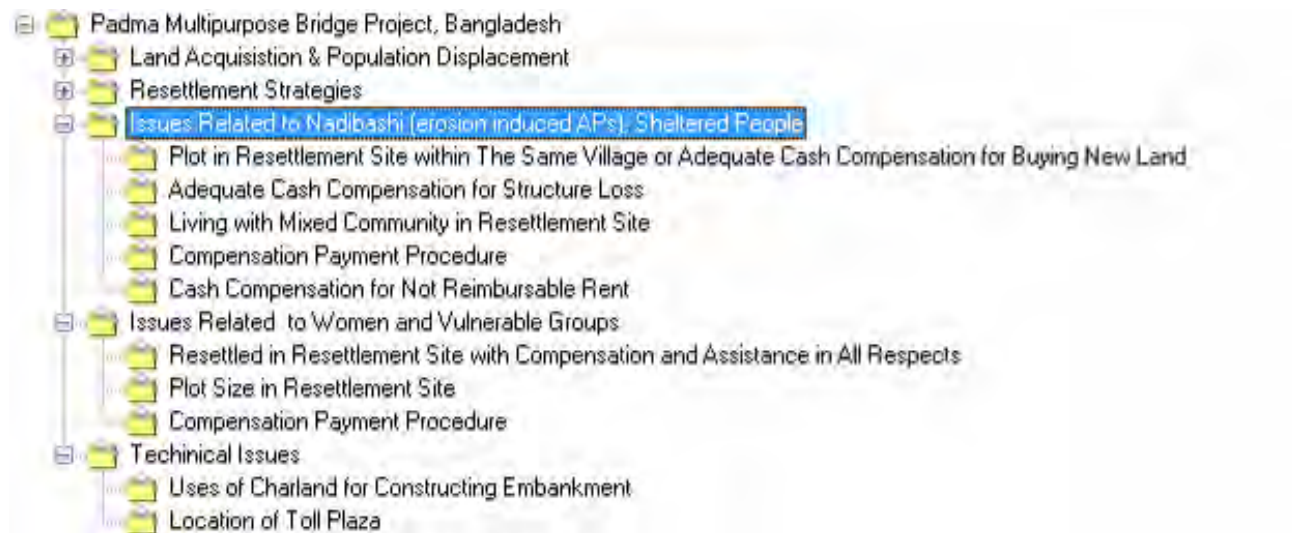 Padma Multipurpose Bridge Project, Bangladesh
Land Acquisistion & Population Displacement
Resettlement Strategies
Issues Related to Nadibashi (erosion induced APs), Sheltered People
Plot in Resettlement Site within The Same Village or Adequate Cash Compensation for Buying New Land
Adequate Cash Compensation for Structure Loss
Living with Mixed Community in Resettlement Site
Compensation Payment Procedure
Cash Compensation for Not Reimbursable Rent
Issues Related to Women and Vulnerable Groups
Resettled in Resettlement Site with Compensation and Assistance in All Respects
Plot Size in Resettlement Site
Compensation Payment Procedure
Techinical Issues
Uses of Charland for Constructing Embankment
Location of Toll Plaza